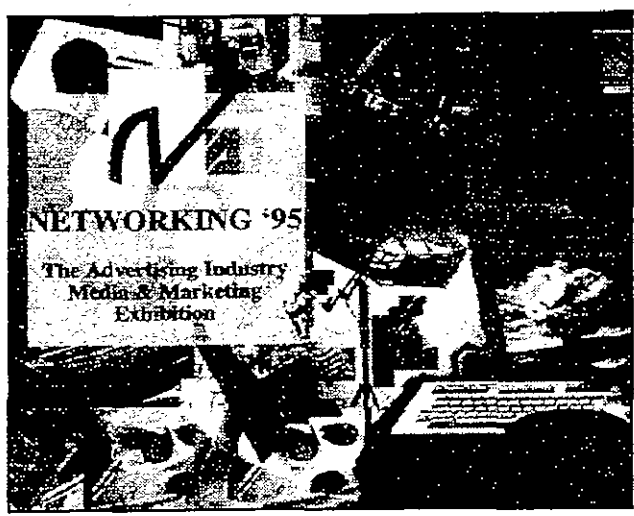 NETWORKING '95
The Advertising Industry
Media & Marketing
Exhibition